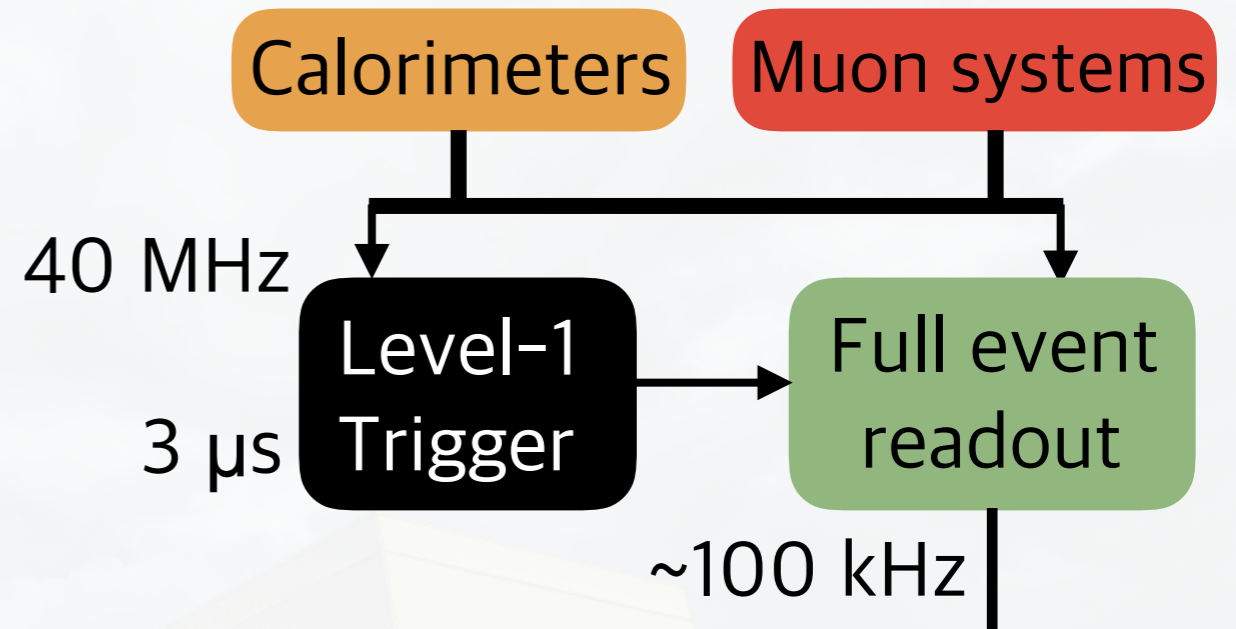 Calorimeters
Muon systems
40 MHz
Level-1
Trigger
3 µs
Full event
readout
~100 kHz